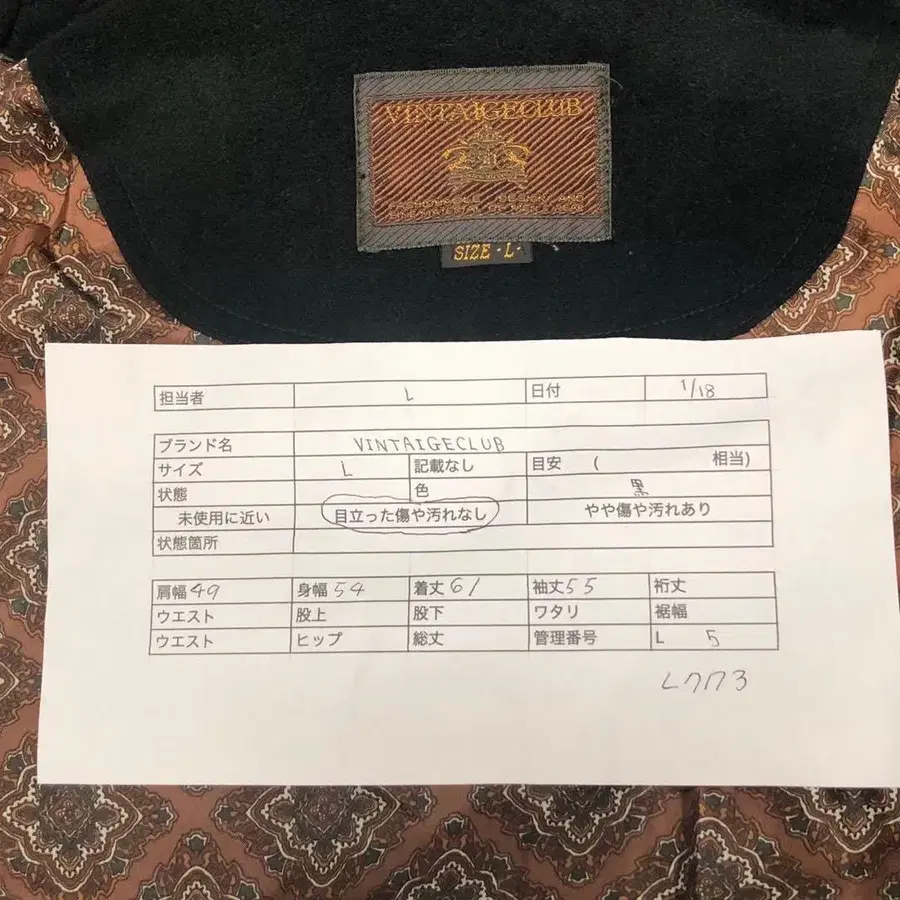 VINTAIGECLUB
SIZE -L-
担当者 L 日付 1/18
ブランド名 VINTAIGECLUB
サイズ L 記載なし 目安 ( 相当)
状態 色 黒
未使用に近い 目立った傷や汚れなし やや傷や汚れあり
状態箇所
肩幅 49 身幅 54 着丈 61 袖丈 55 裄丈
ウエスト 股上 股下 ワタリ 裾幅
ウエスト ヒップ 総丈 管理番号 L 5
L7773